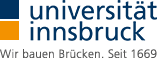 universität
innsbruck
Wir bauen Brücken. Seit 1669